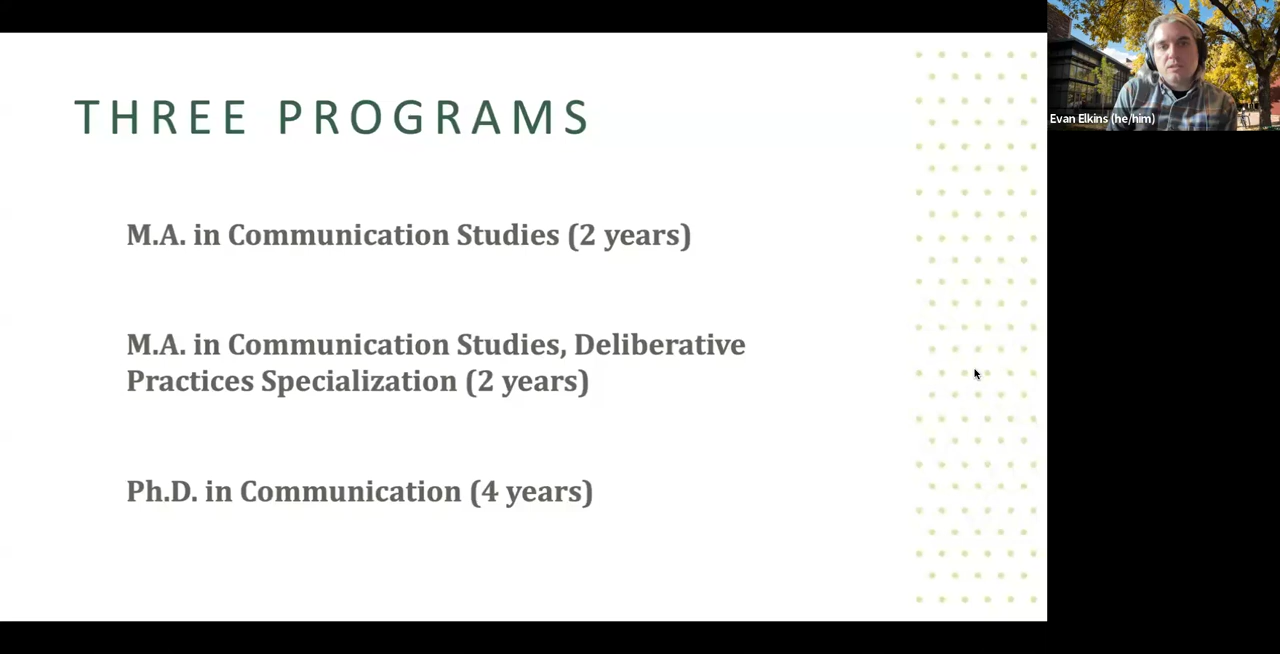 THREE PROGRAMS
M.A. in Communication Studies (2 years)
M.A. in Communication Studies, Deliberative
Practices Specialization (2 years)
Ph.D. in Communication (4 years)
Evan Elkins (he/him)